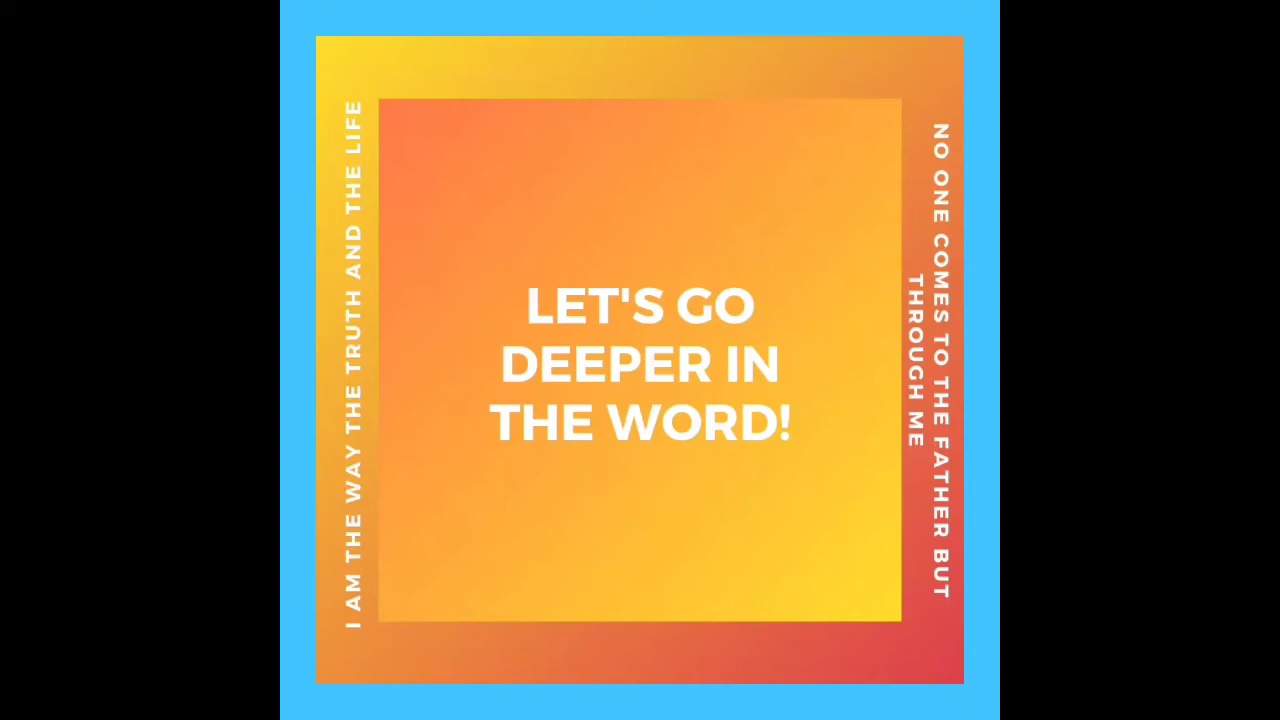 I AM THE WAY THE TRUTH AND THE LIFE
LET'S GO
DEEPER IN
THE WORD!
NO ONE COMES TO THE FATHER BUT
THROUGH ME